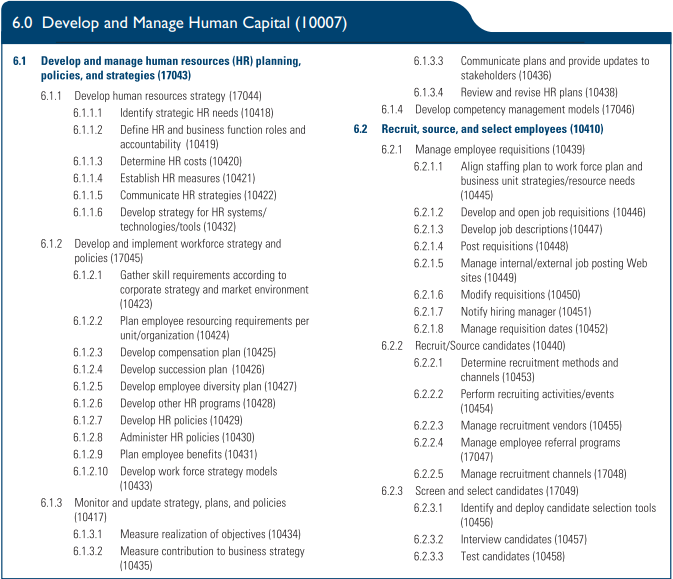 6.0 Develop and Manage Human Capital (10007)
6.1 Develop and manage human resources (HR) planning,
policies, and strategies (17043)
6.1.1 Develop human resources strategy (17044)
6.1.1.1 Identify strategic HR needs (10418)
6.1.1.2 Define HR and business function roles and
accountability (10419)
6.1.1.3 Determine HR costs (10420)
6.1.1.4 Establish HR measures (10421)
6.1.1.5 Communicate HR strategies (10422)
6.1.1.6 Develop strategy for HR systems/
technologies/tools (10432)
6.1.2 Develop and implement workforce strategy and
policies (17045)
6.1.2.1 Gather skill requirements according to
corporate strategy and market environment
(10423)
6.1.2.2 Plan employee resourcing requirements per
unit/organization (10424)
6.1.2.3 Develop compensation plan (10425)
6.1.2.4 Develop succession plan (10426)
6.1.2.5 Develop employee diversity plan (10427)
6.1.2.6 Develop other HR programs (10428)
6.1.2.7 Develop HR policies (10429)
6.1.2.8 Administer HR policies (10430)
6.1.2.9 Plan employee benefits (10431)
6.1.2.10 Develop work force strategy models
(10433)
6.1.3 Monitor and update strategy, plans, and policies
(10417)
6.1.3.1 Measure realization of objectives (10434)
6.1.3.2 Measure contribution to business strategy
(10435)
6.1.3.3 Communicate plans and provide updates to
stakeholders (10436)
6.1.3.4 Review and revise HR plans (10438)
6.1.4 Develop competency management models (17046)
6.2 Recruit, source, and select employees (10410)
6.2.1 Manage employee requisitions (10439)
6.2.1.1 Align staffing plan to work force plan and
business unit strategies/resource needs
(10445)
6.2.1.2 Develop and open job requisitions (10446)
6.2.1.3 Develop job descriptions (10447)
6.2.1.4 Post requisitions (10448)
6.2.1.5 Manage internal/external job posting Web
sites (10449)
6.2.1.6 Modify requisitions (10450)
6.2.1.7 Notify hiring manager (10451)
6.2.1.8 Manage requisition dates (10452)
6.2.2 Recruit/Source candidates (10440)
6.2.2.1 Determine recruitment methods and
channels (10453)
6.2.2.2 Perform recruiting activities/events
(10454)
6.2.2.3 Manage recruitment vendors (10455)
6.2.2.4 Manage employee referral programs
(17047)
6.2.2.5 Manage recruitment channels (17048)
6.2.3 Screen and select candidates (17049)
6.2.3.1 Identify and deploy candidate selection tools
(10456)
6.2.3.2 Interview candidates (10457)
6.2.3.3 Test candidates (10458)